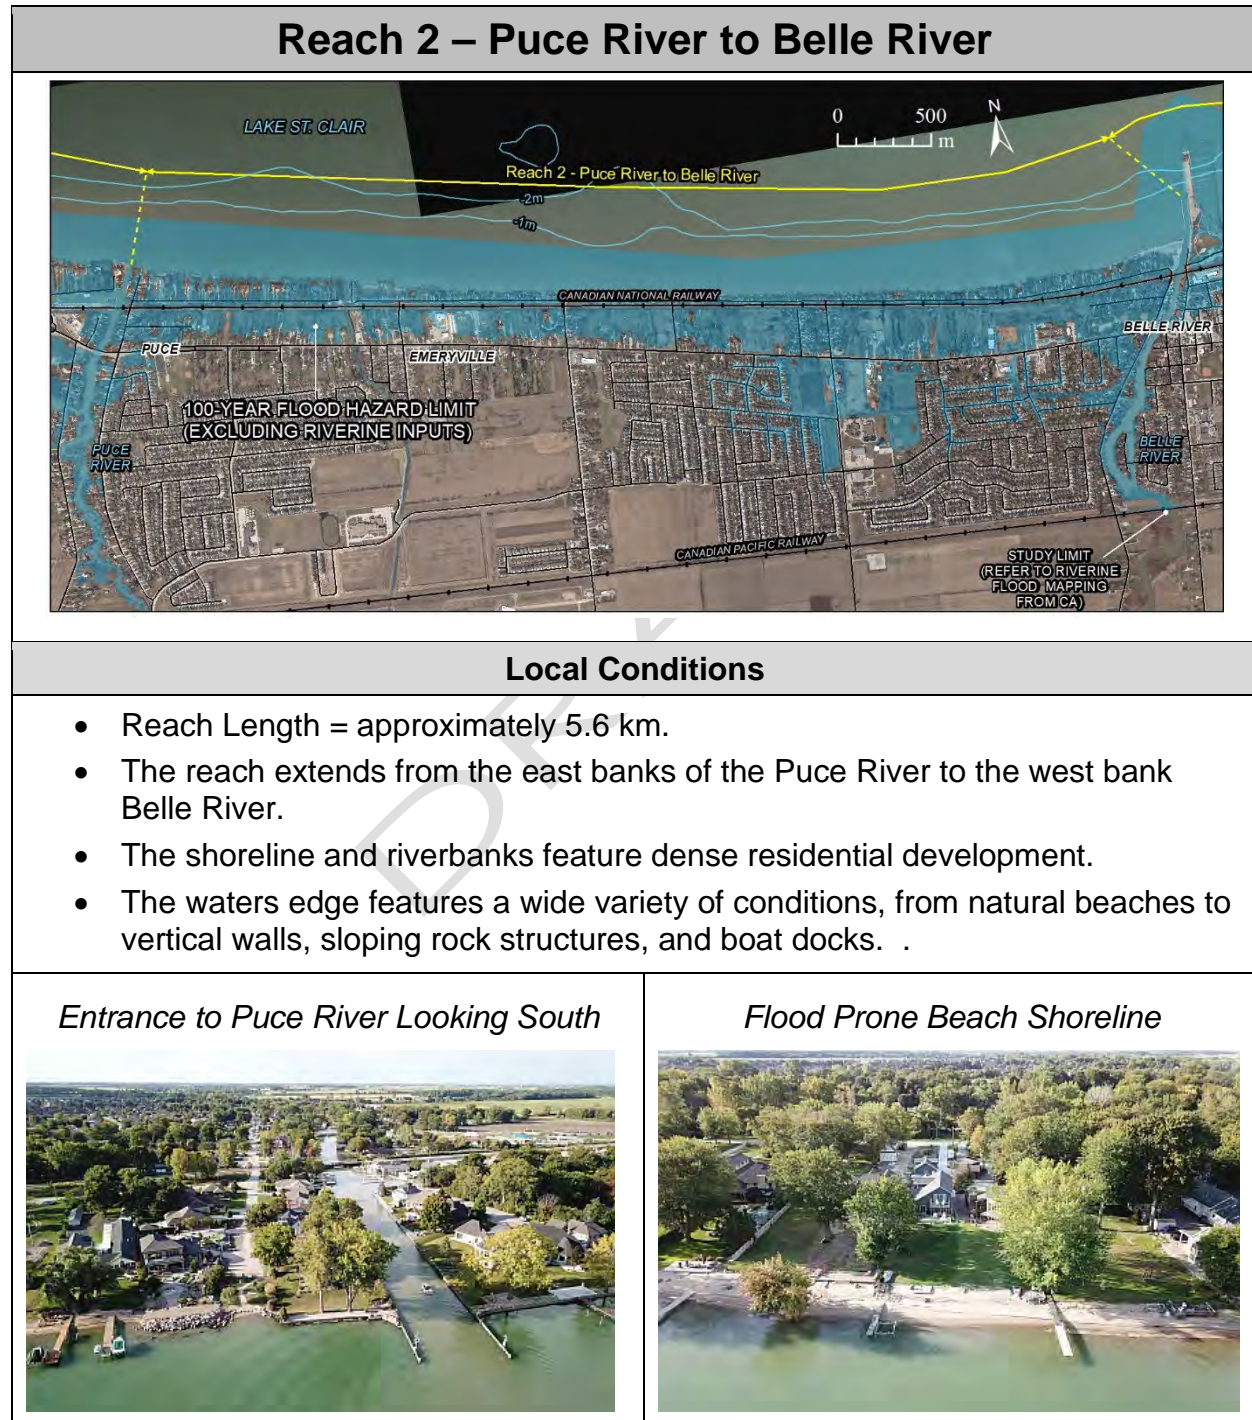 Reach 2 – Puce River to Belle River
LAKE ST. CLAIR
0 500
m
N
Reach 2 - Puce River to Belle River
-2m
-1m
CANADIAN NATIONAL RAILWAY
PUCE
EMERYVILLE
BELLE RIVER
100-YEAR FLOOD HAZARD LIMIT
(EXCLUDING RIVERINE INPUTS)
PUCE
RIVER
BELLE
RIVER
CANADIAN PACIFIC RAILWAY
STUDY LIMIT
(REFER TO RIVERINE
FLOOD MAPPING
FROM CA)
Local Conditions
• Reach Length = approximately 5.6 km.
• The reach extends from the east banks of the Puce River to the west bank
Belle River.
• The shoreline and riverbanks feature dense residential development.
• The waters edge features a wide variety of conditions, from natural beaches to
vertical walls, sloping rock structures, and boat docks. .
Entrance to Puce River Looking South
Flood Prone Beach Shoreline